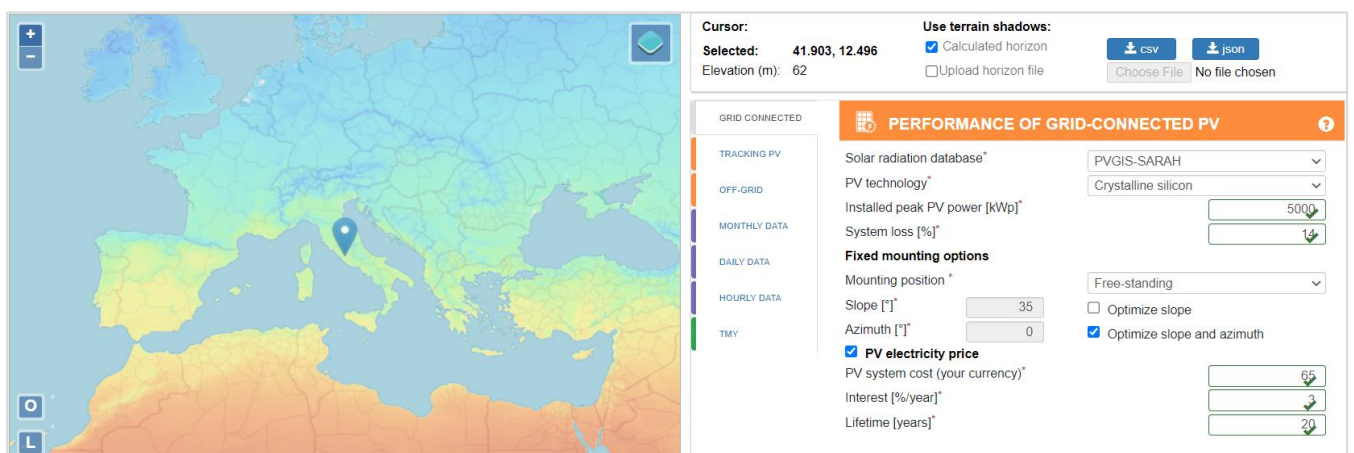 +
−
O
L
Cursor:
Selected: 41.903, 12.496
Elevation (m): 62
Use terrain shadows:
Calculated horizon
Upload horizon file
csv json
Choose File No file chosen
GRID CONNECTED
TRACKING PV
OFF-GRID
MONTHLY DATA
DAILY DATA
HOURLY DATA
TMY
PERFORMANCE OF GRID-CONNECTED PV ?
Solar radiation database* PVGIS-SARAH
PV technology* Crystalline silicon
Installed peak PV power [kWp]* 5000
System loss [%]* 14
Fixed mounting options
Mounting position * Free-standing
Slope [°]* 35 Optimize slope
Azimuth [°]* 0 Optimize slope and azimuth
PV electricity price
PV system cost (your currency)* 65
Interest [%/year]* 3
Lifetime [years]* 20